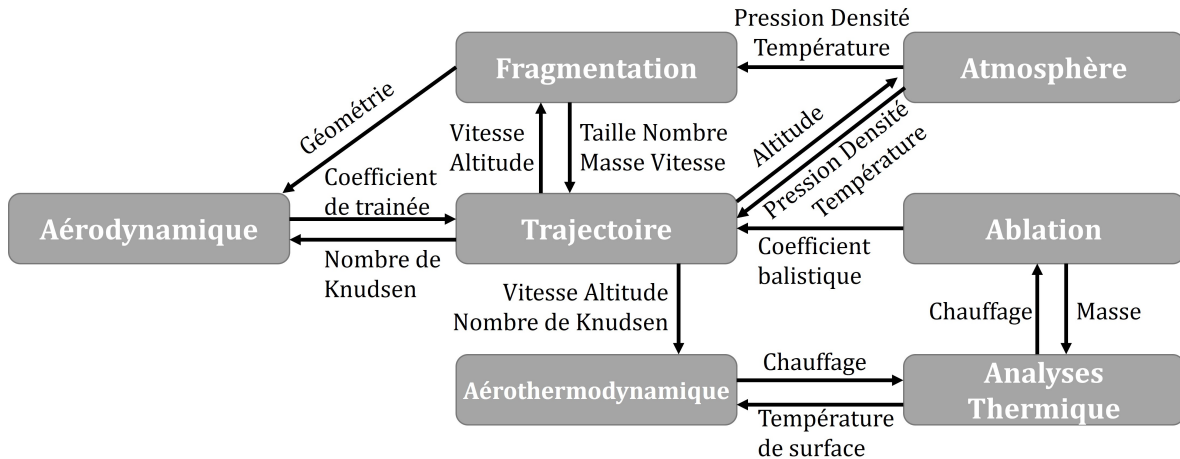 Pression Densité
Température
Fragmentation
Atmosphère
Géométrie
Vitesse
Altitude
Taille Nombre
Masse Vitesse
Altitude
Pression Densité
Température
Coefficient
de trainée
Aérodynamique
Trajectoire
Ablation
Nombre de
Knudsen
Coefficient
balistique
Vitesse Altitude
Nombre de Knudsen
Chauffage
Masse
Aérothermodynamique
Chauffage
Température
de surface
Analyses
Thermique